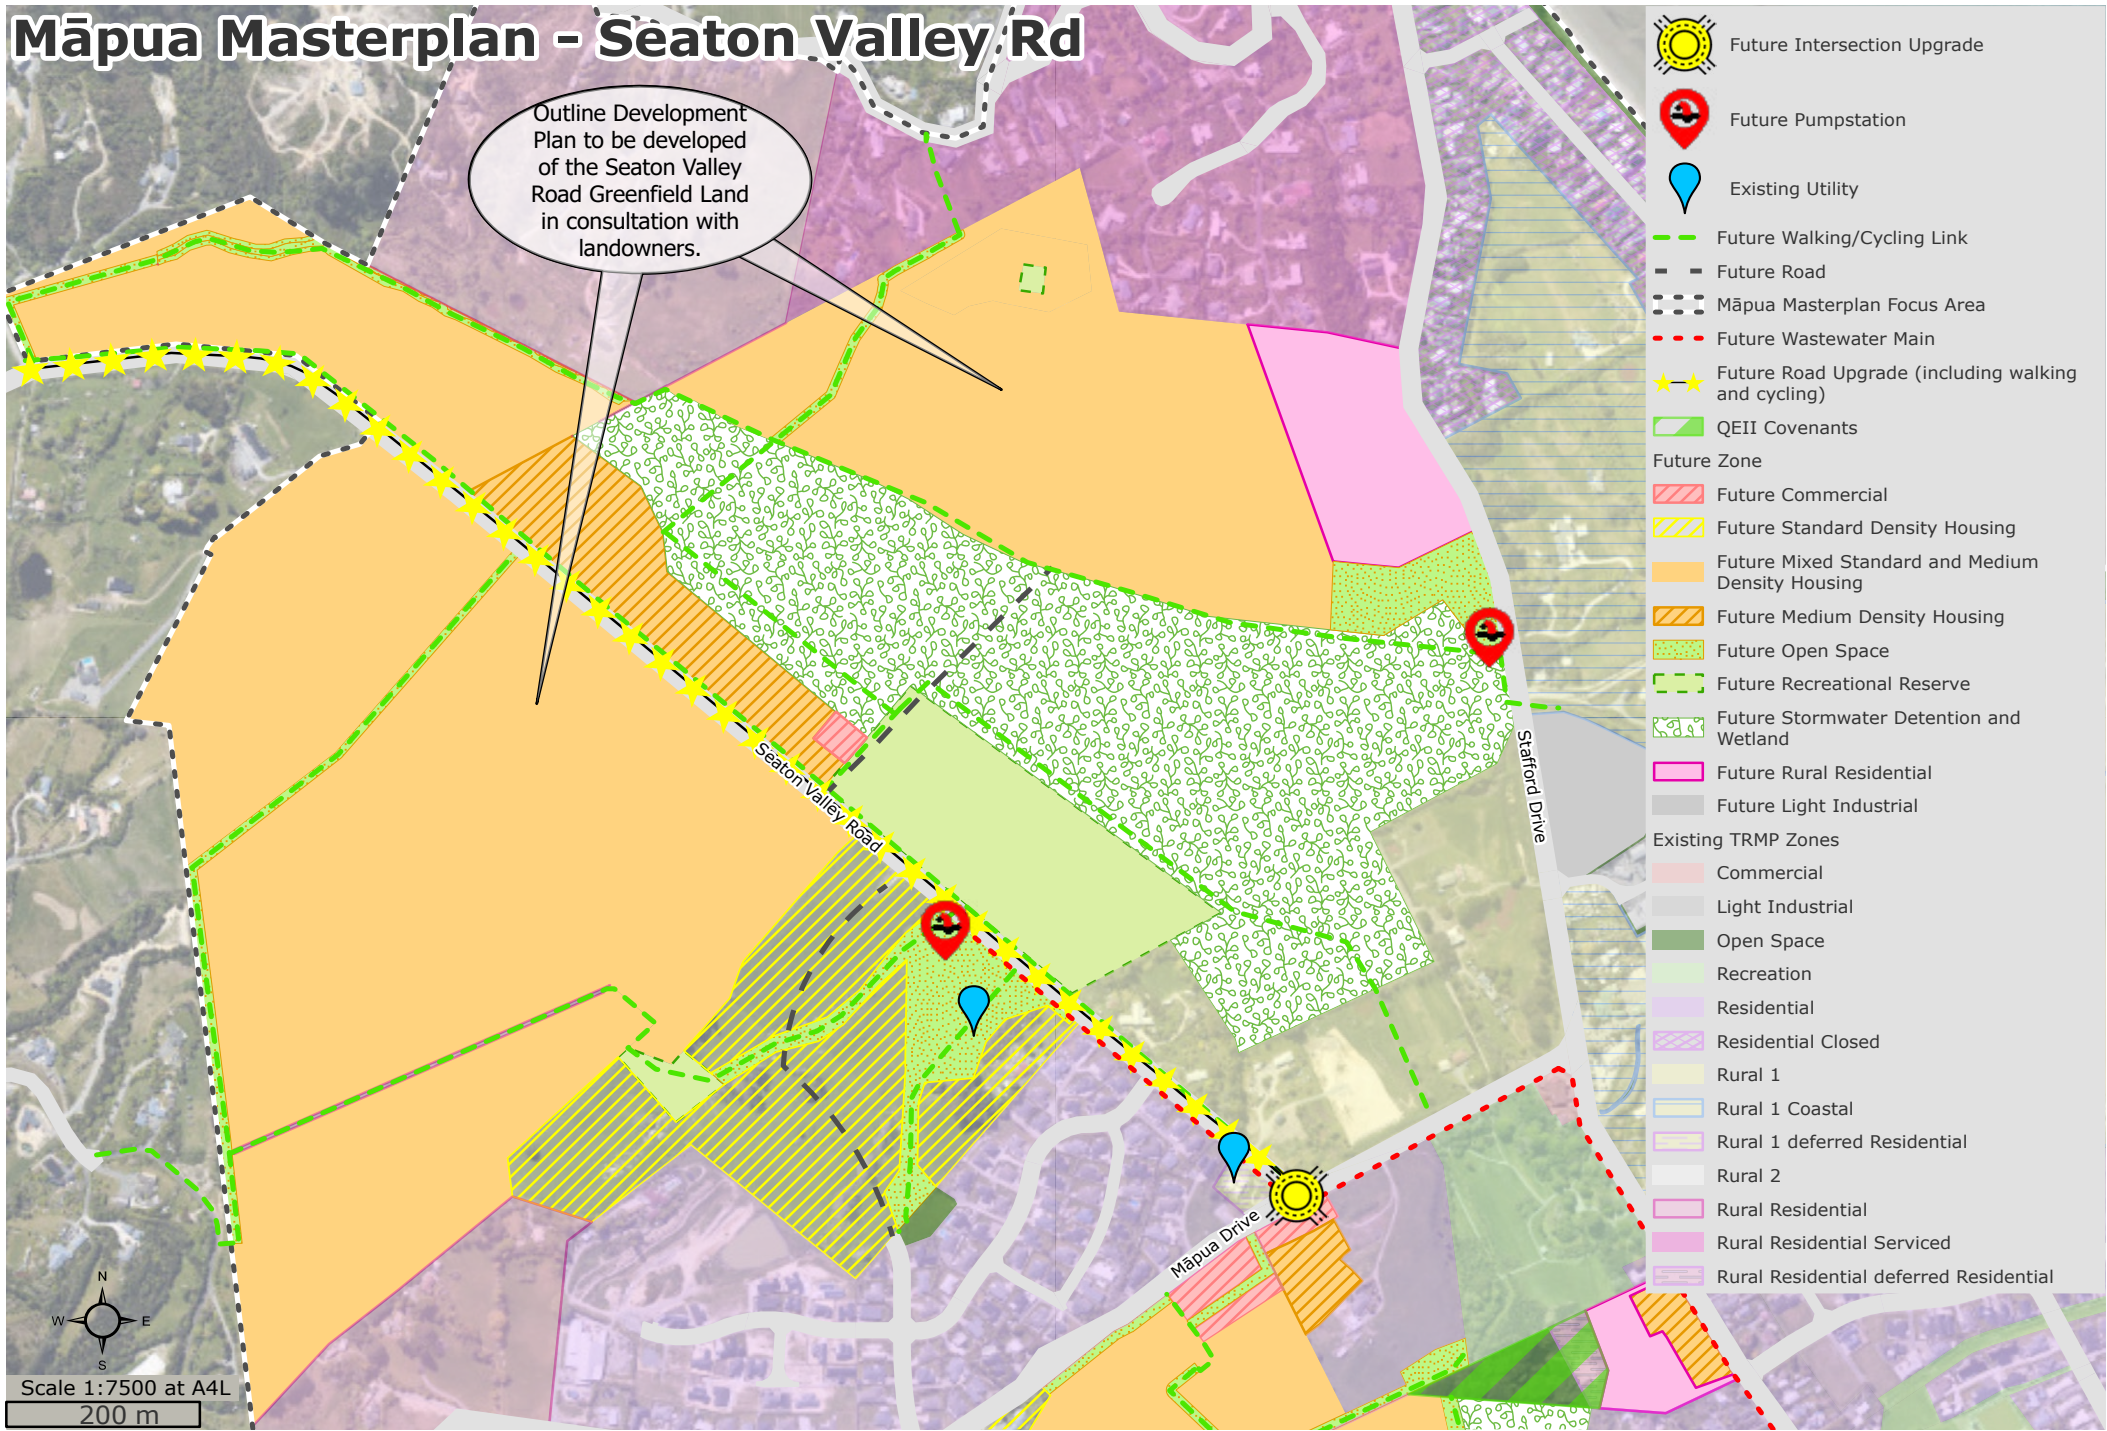 Māpua Masterplan - Seaton Valley Rd
Outline Development
Plan to be developed
of the Seaton Valley
Road Greenfield Land
in consultation with
landowners.
Seaton Valley Road
Stafford Drive
Māpua Drive
N
W
E
S
Scale 1:7500 at A4L
200 m
Future Intersection Upgrade
Future Pumpstation
Existing Utility
Future Walking/Cycling Link
Future Road
Māpua Masterplan Focus Area
Future Wastewater Main
Future Road Upgrade (including walking
and cycling)
QEII Covenants
Future Zone
Future Commercial
Future Standard Density Housing
Future Mixed Standard and Medium
Density Housing
Future Medium Density Housing
Future Open Space
Future Recreational Reserve
Future Stormwater Detention and
Wetland
Future Rural Residential
Future Light Industrial
Existing TRMP Zones
Commercial
Light Industrial
Open Space
Recreation
Residential
Residential Closed
Rural 1
Rural 1 Coastal
Rural 1 deferred Residential
Rural 2
Rural Residential
Rural Residential Serviced
Rural Residential deferred Residential